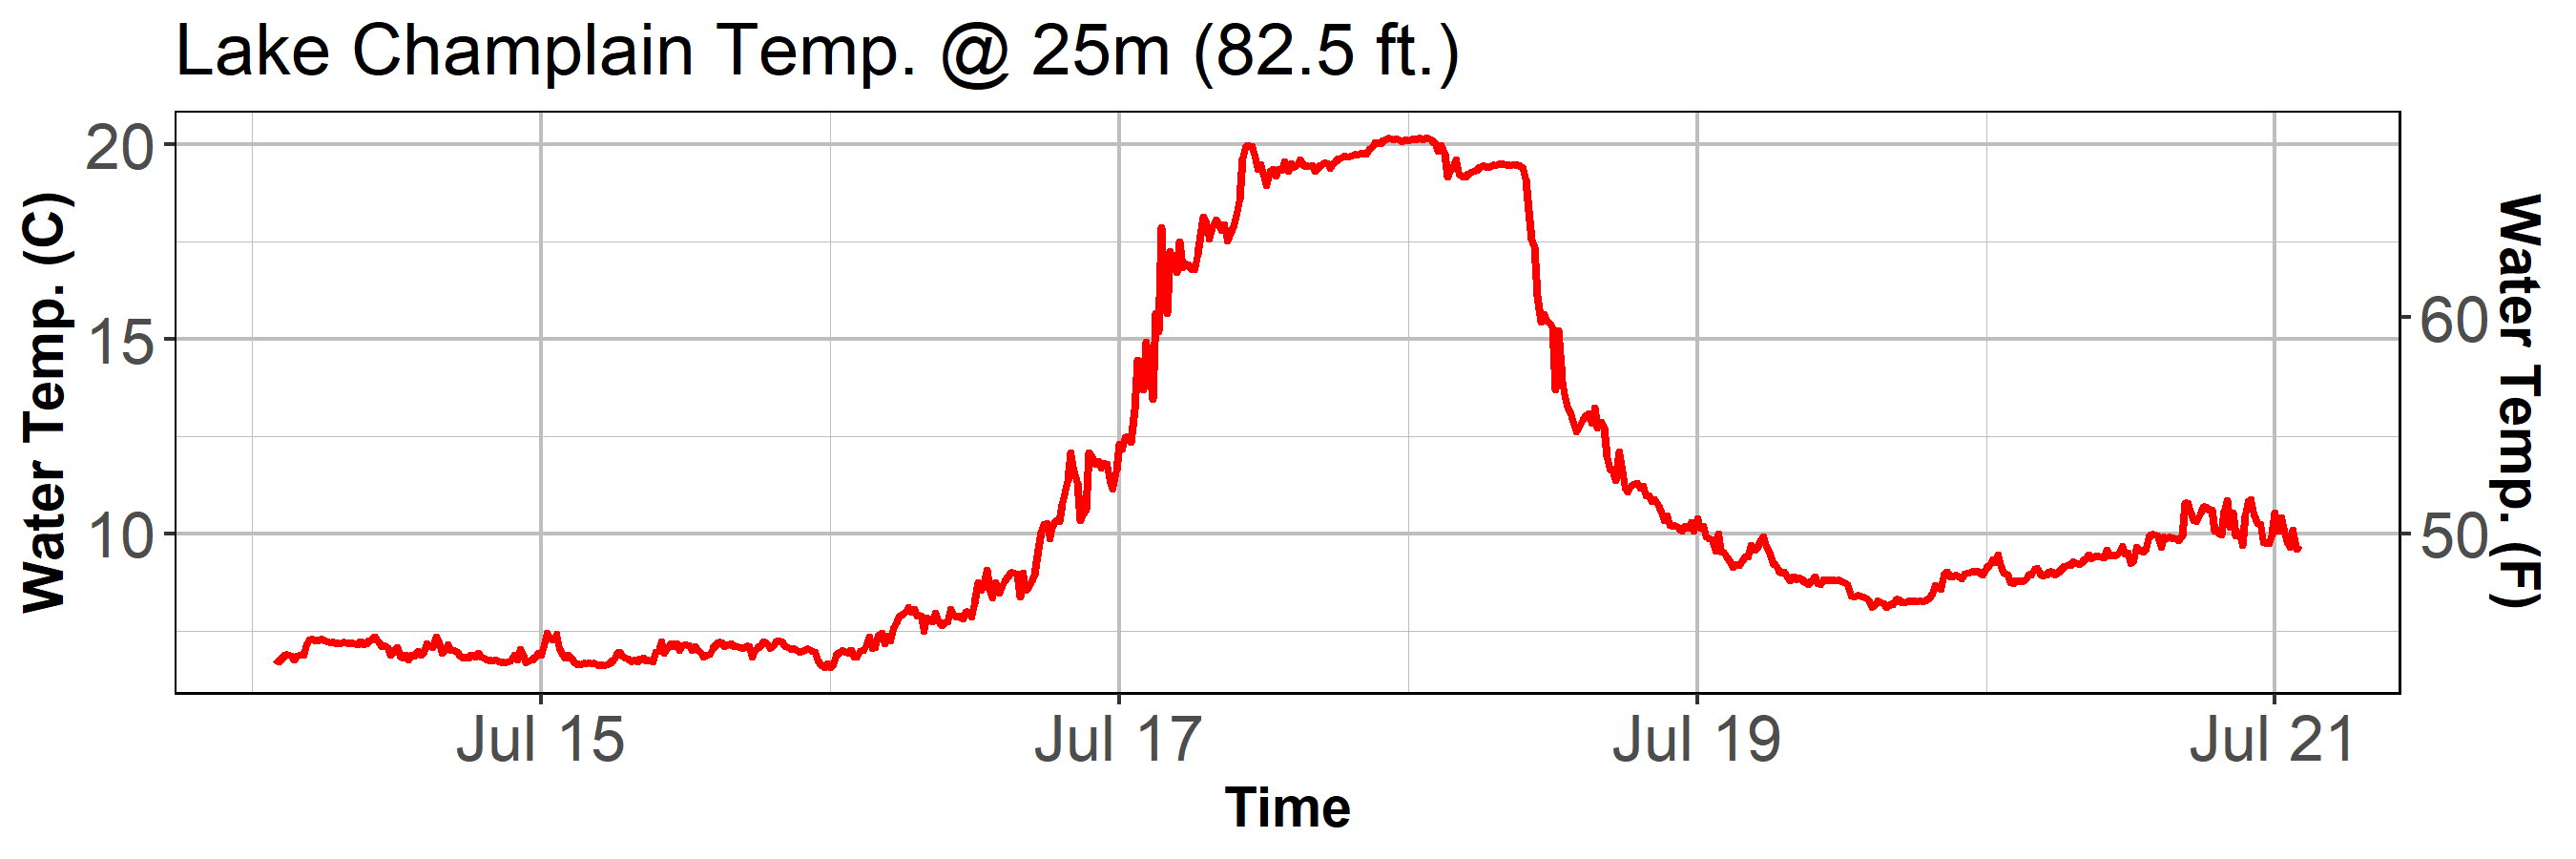 Lake Champlain Temp. @ 25m (82.5 ft.)
Water Temp. (C)
20
15
10
60
50
Water Temp. (F)
Jul 15 Jul 17 Jul 19 Jul 21
Time